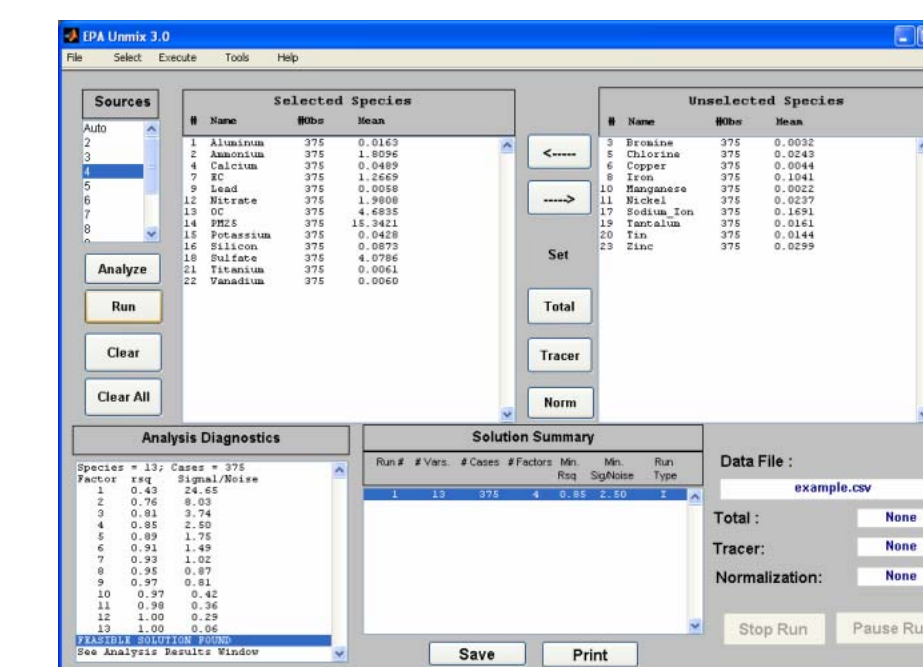 EPA Unmix 3.0
File Select Execute Tools Help
Sources
Auto
2
3
4
5
6
7
8
Analyze
Run
Clear
Clear All
Selected Species
# Name #Obs Mean
1 Aluminum 375 0.0163
2 Ammonium 375 1.8096
4 Calcium 375 0.0489
7 EC 375 1.2669
9 Lead 375 0.0058
12 Nitrate 375 1.9808
13 OC 375 4.6835
14 PM25 375 15.3421
15 Potassium 375 0.0428
16 Silicon 375 0.0873
18 Sulfate 375 4.0786
21 Titanium 375 0.0061
22 Vanadium 375 0.0060
<-----
----->
Set
Total
Tracer
Norm
Unselected Species
# Name #Obs Mean
3 Bromine 375 0.0032
5 Chlorine 375 0.0243
6 Copper 375 0.0044
8 Iron 375 0.1041
10 Manganese 375 0.0022
11 Nickel 375 0.0237
17 Sodium_Ion 375 0.1691
19 Tantalum 375 0.0161
20 Tin 375 0.0144
23 Zinc 375 0.0299
Analysis Diagnostics
Species = 13; Cases = 375
Factor rsq Signal/Noise
1 0.43 24.65
2 0.76 8.03
3 0.81 3.74
4 0.85 2.50
5 0.89 1.75
6 0.91 1.49
7 0.93 1.02
8 0.95 0.87
9 0.97 0.81
10 0.97 0.42
11 0.98 0.36
12 1.00 0.29
13 1.00 0.06
FEASIBLE SOLUTION FOUND
See Analysis Results Window
Solution Summary
Run # # Vars. # Cases # Factors Min. Rsq Min. Sig/Noise Run Type
1 13 375 4 0.85 2.50 I
Save
Print
Data File :
example.csv
Total : None
Tracer: None
Normalization: None
Stop Run
Pause Ru